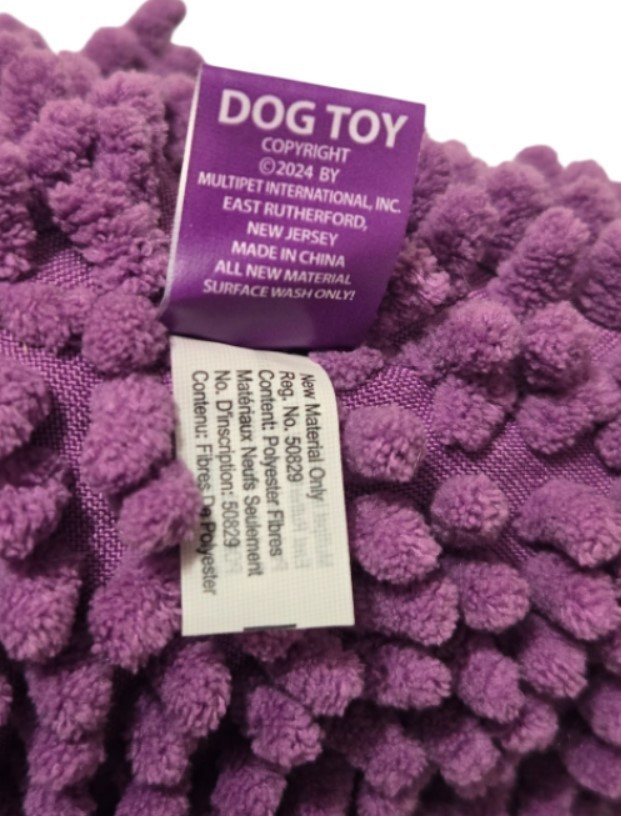 DOG TOY
COPYRIGHT
©2024 BY
MULTIPET INTERNATIONAL, INC.
EAST RUTHERFORD,
NEW JERSEY
MADE IN CHINA
ALL NEW MATERIAL
SURFACE WASH ONLY!
New Material Only
Reg. No. 50829
Content: Polyester Fibres
Matériaux Neufs Seulement
No. D'inscription: 50829
Contenu: Fibres De Polyester